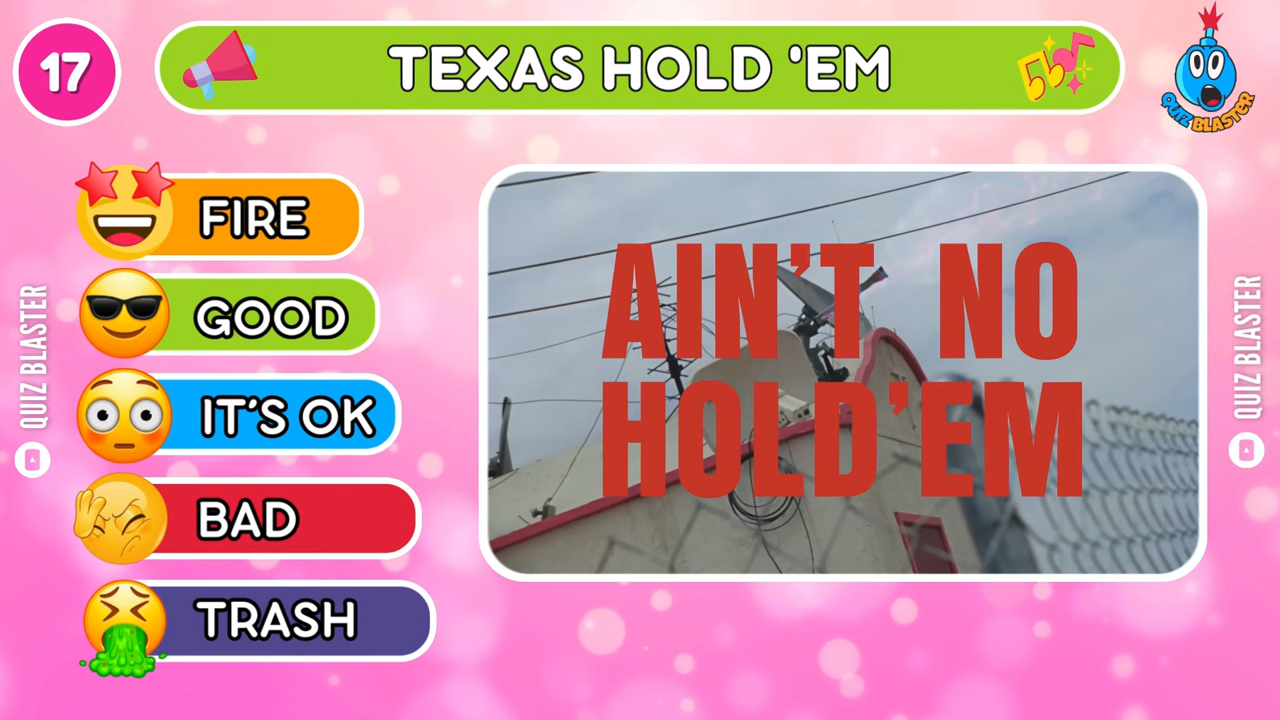 17
TEXAS HOLD 'EM
QUIZ BLASTER
FIRE
GOOD
IT'S OK
BAD
TRASH
AIN'T NO
HOLD'EM
QUIZ BLASTER
QUIZ BLASTER